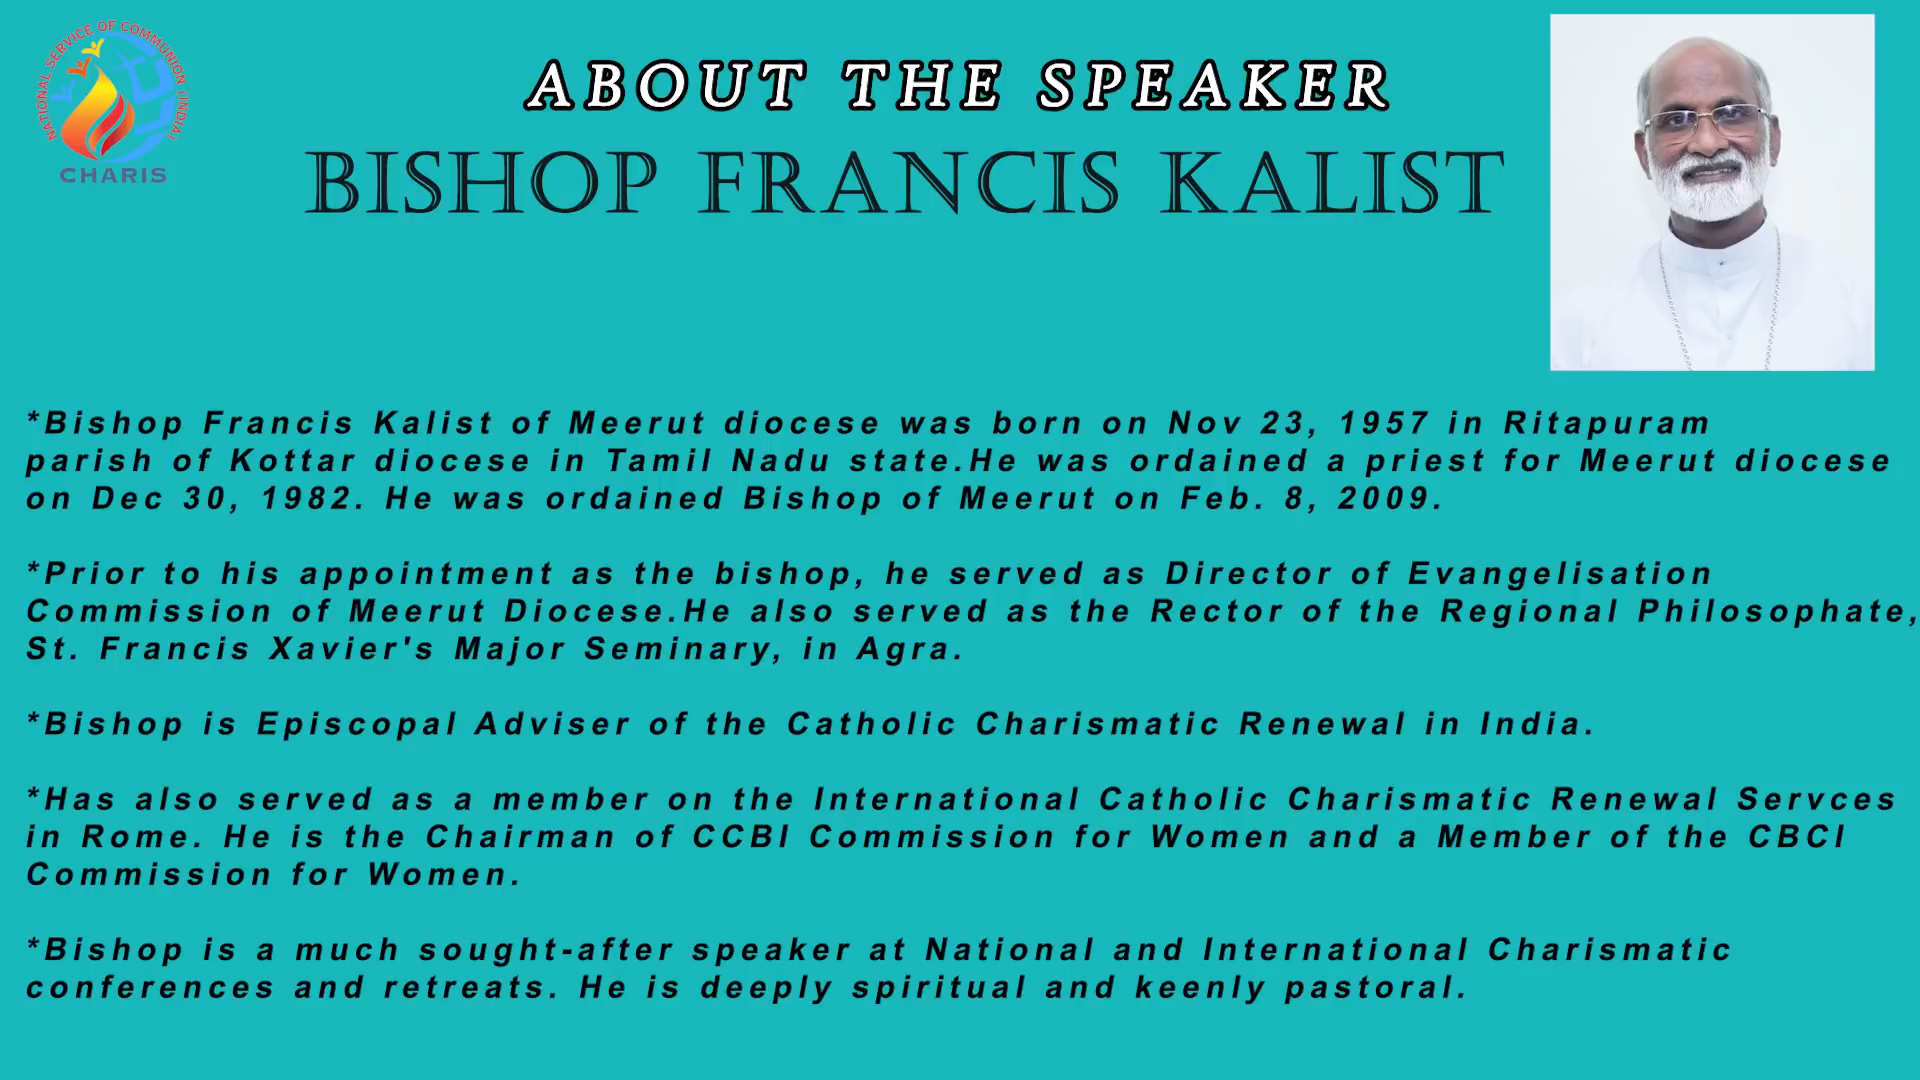 NATIONAL SERVICE OF COMMUNION (INDIA)
CHARIS
ABOUT THE SPEAKER
BISHOP FRANCIS KALIST
*Bishop Francis Kalist of Meerut diocese was born on Nov 23, 1957 in Ritapuram
parish of Kottar diocese in Tamil Nadu state.He was ordained a priest for Meerut diocese
on Dec 30, 1982. He was ordained Bishop of Meerut on Feb. 8, 2009.
*Prior to his appointment as the bishop, he served as Director of Evangelisation
Commission of Meerut Diocese.He also served as the Rector of the Regional Philosophate,
St. Francis Xavier's Major Seminary, in Agra.
*Bishop is Episcopal Adviser of the Catholic Charismatic Renewal in India.
*Has also served as a member on the International Catholic Charismatic Renewal Servces
in Rome. He is the Chairman of CCBI Commission for Women and a Member of the CBCI
Commission for Women.
*Bishop is a much sought-after speaker at National and International Charismatic
conferences and retreats. He is deeply spiritual and keenly pastoral.